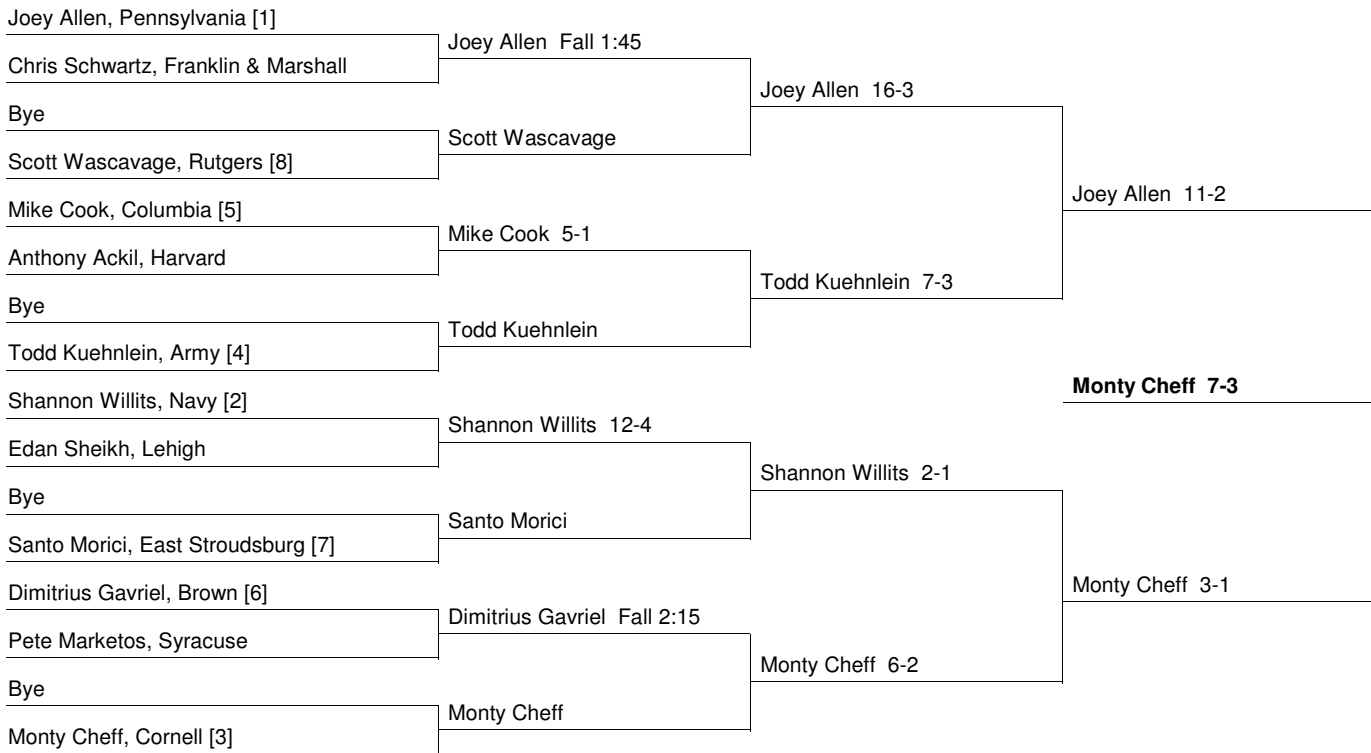 Joey Allen, Pennsylvania [1]
Chris Schwartz, Franklin & Marshall
Bye
Scott Wascavage, Rutgers [8]
Mike Cook, Columbia [5]
Anthony Ackil, Harvard
Bye
Todd Kuehnlein, Army [4]
Shannon Willits, Navy [2]
Edan Sheikh, Lehigh
Bye
Santo Morici, East Stroudsburg [7]
Dimitrius Gavriel, Brown [6]
Pete Marketos, Syracuse
Bye
Monty Cheff, Cornell [3]
Joey Allen Fall 1:45
Scott Wascavage
Mike Cook 5-1
Todd Kuehnlein
Shannon Willits 12-4
Santo Morici
Dimitrius Gavriel Fall 2:15
Monty Cheff
Joey Allen 16-3
Todd Kuehnlein 7-3
Shannon Willits 2-1
Monty Cheff 6-2
Joey Allen 11-2
Monty Cheff 7-3
Monty Cheff 3-1